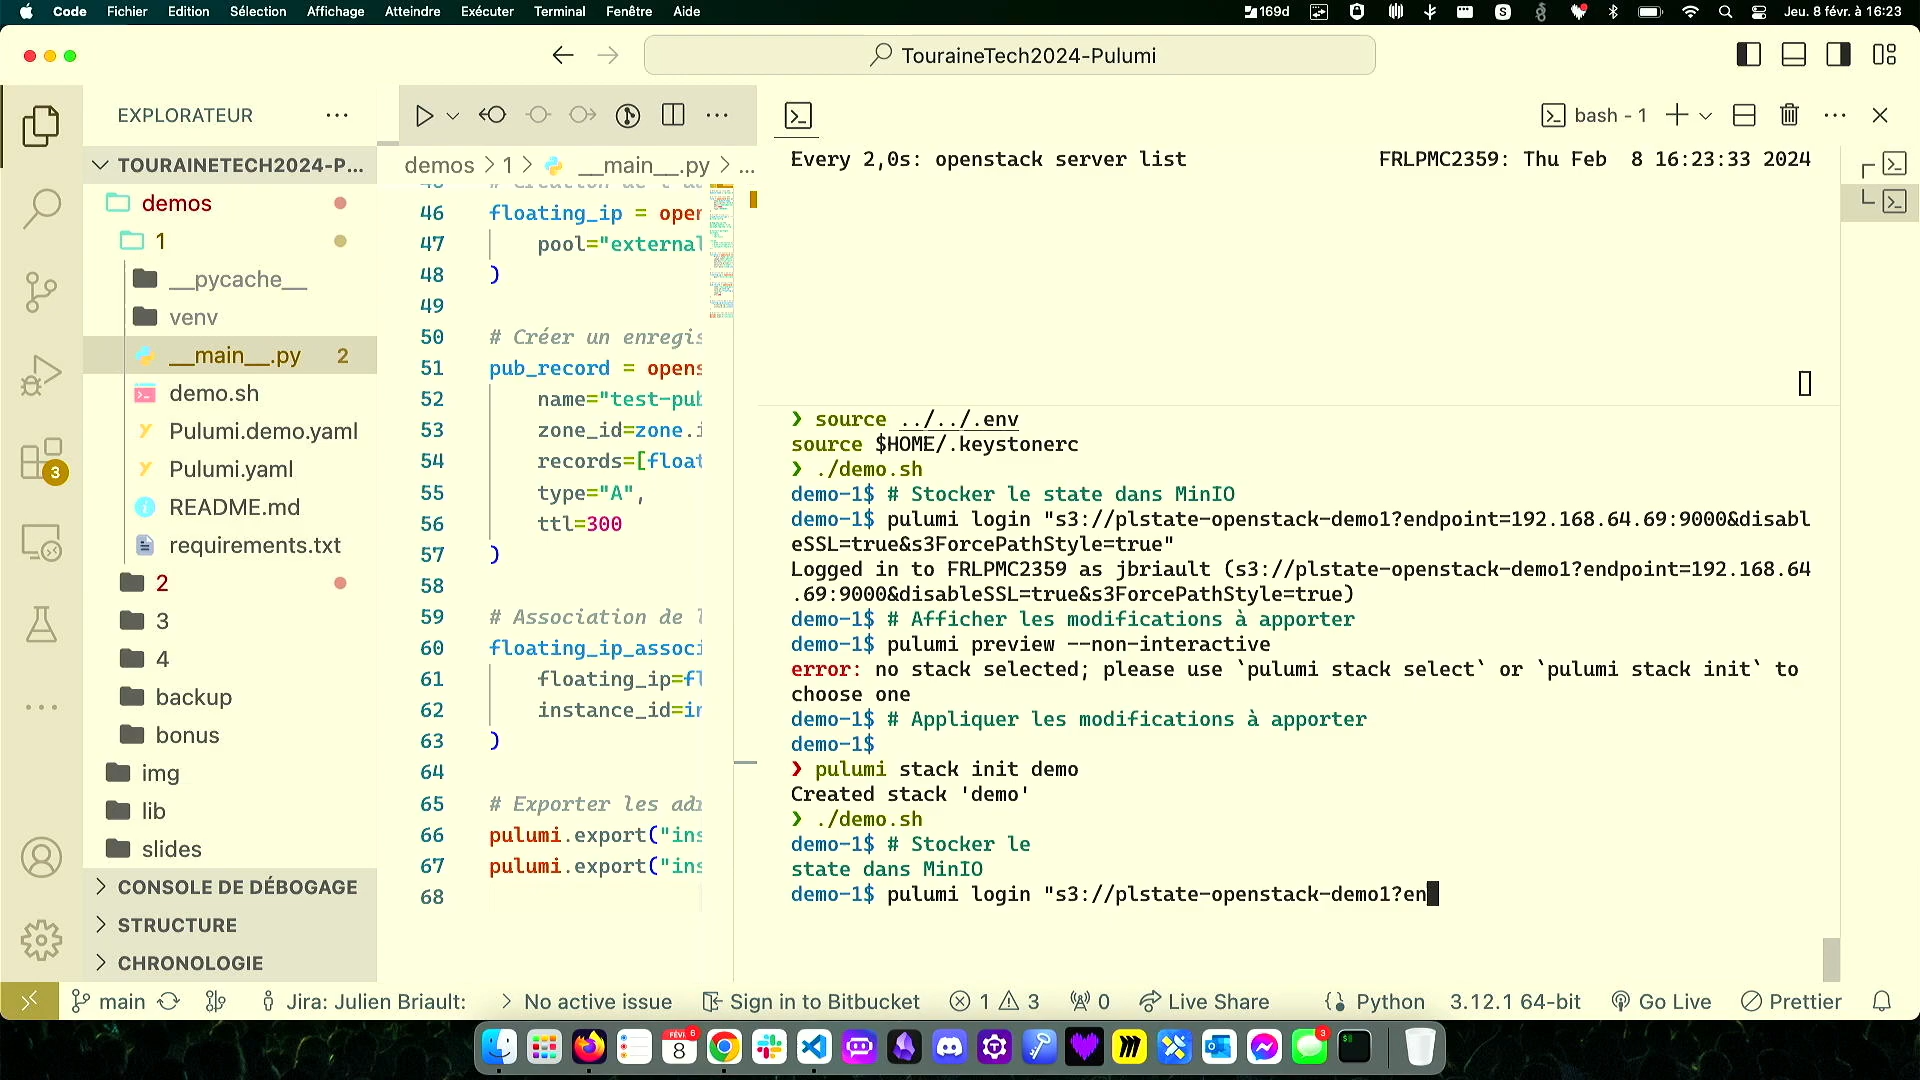 Code Fichier Edition Sélection Affichage Atteindre Exécuter Terminal Fenêtre Aide
169d
Jeu. 8 févr. à 16:23
TouraineTech2024-Pulumi
EXPLORATEUR
TOURAINETECH2024-P...
demos
1
__pycache__
venv
__main__.py 2
demo.sh
Pulumi.demo.yaml
Pulumi.yaml
README.md
requirements.txt
2
3
4
backup
bonus
img
lib
slides
CONSOLE DE DÉBOGAGE
STRUCTURE
CHRONOLOGIE
3
demos > 1 > __main__.py > ...
46 floating_ip = oper
47 pool="external
48 )
49
50 # Créer un enregis
51 pub_record = opens
52 name="test-pub
53 zone_id=zone.i
54 records=[float
55 type="A",
56 ttl=300
57 )
58
59 # Association de l
60 floating_ip_associ
61 floating_ip=fl
62 instance_id=in
63 )
64
65 # Exporter les adr
66 pulumi.export("ins
67 pulumi.export("ins
68
bash - 1
Every 2,0s: openstack server list FRLPMC2359: Thu Feb 8 16:23:33 2024
❯ source ../../.env
source $HOME/.keystonerc
❯ ./demo.sh
demo-1$ # Stocker le state dans MinIO
demo-1$ pulumi login "s3://plstate-openstack-demo1?endpoint=192.168.64.69:9000&disabl
eSSL=true&s3ForcePathStyle=true"
Logged in to FRLPMC2359 as jbriault (s3://plstate-openstack-demo1?endpoint=192.168.64
.69:9000&disableSSL=true&s3ForcePathStyle=true)
demo-1$ # Afficher les modifications à apporter
demo-1$ pulumi preview --non-interactive
error: no stack selected; please use `pulumi stack select` or `pulumi stack init` to
choose one
demo-1$ # Appliquer les modifications à apporter
demo-1$
❯ pulumi stack init demo
Created stack 'demo'
❯ ./demo.sh
demo-1$ # Stocker le
state dans MinIO
demo-1$ pulumi login "s3://plstate-openstack-demo1?en
main Jira: Julien Briault: > No active issue Sign in to Bitbucket 1 3 0 Live Share Python 3.12.1 64-bit Go Live Prettier
FÉVR. 6
8
3